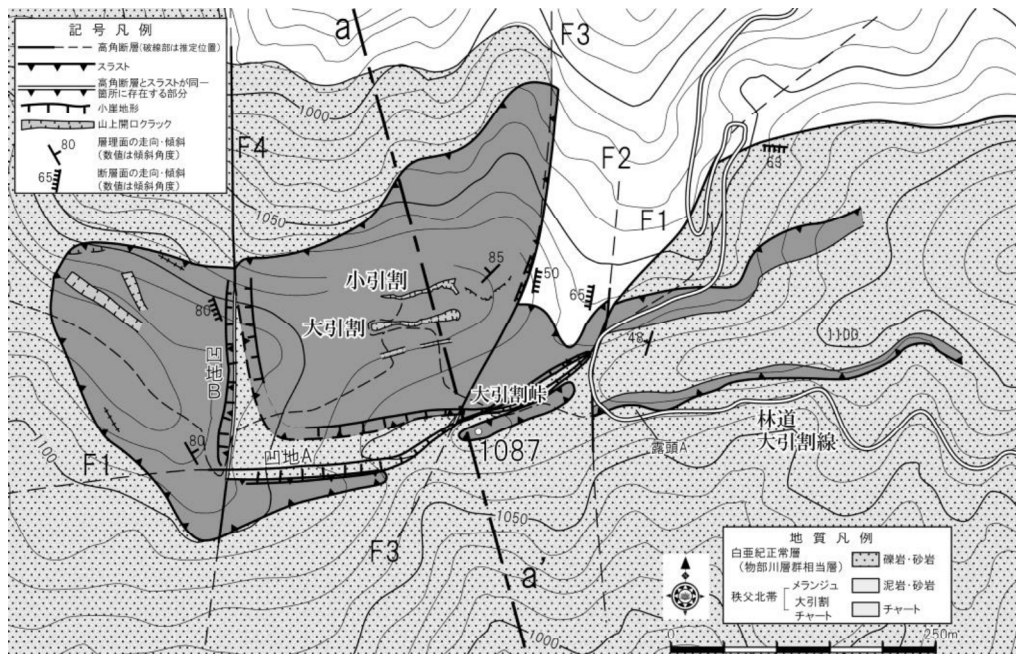 記号凡例
高角断層(破線部は推定位置)
スラスト
高角断層とスラストが同一
箇所に存在する部分
小崖地形
山上開口クラック
80
層理面の走向・傾斜
(数値は傾斜角度)
65
断層面の走向・傾斜
(数値は傾斜角度)
a
F3
1000
F4
F2
63
F1
1050
85
小引割
50
65
80
大引割
48
1100
凹地B
大引割峠
林道
大引割線
80
1087
露頭A
1100
凹地A
F1
1050
F3
地質凡例
白亜紀正常層
(物部川層群相当層)
礫岩・砂岩
秩父北帯
メランジュ
泥岩・砂岩
大引割
チャート
チャート
a'
1000
0
250m